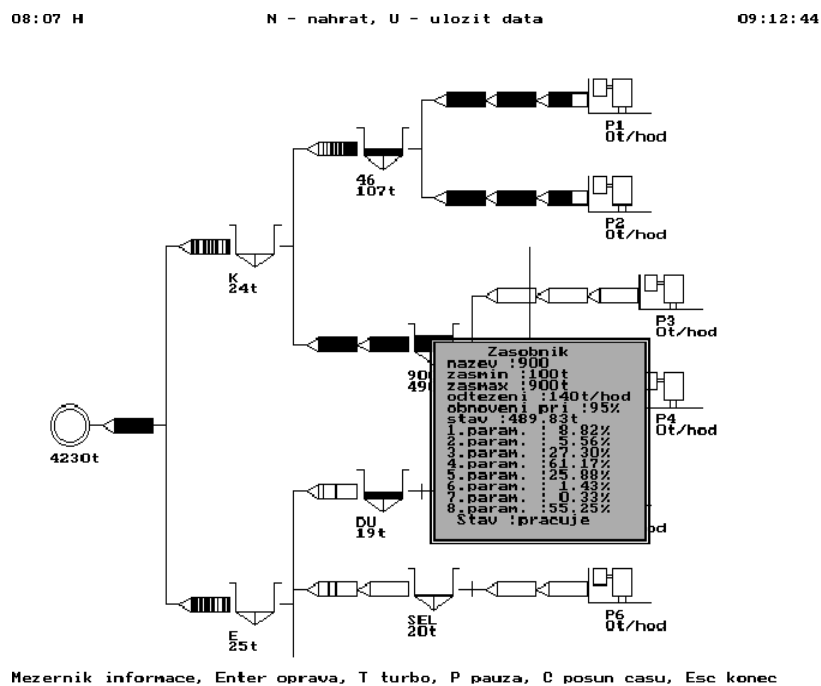 08:07 H N - nahrat, U - ulozit data 09:12:44
P1
0t/hod
46
107t
P2
0t/hod
K
24t
P3
0t/hod
Zasobnik
nazev :900
zasmin :100t
zasmax :900t
odtezeni :140t/hod
obnoveni pri :95%
stav :489.83t
1.param. : 8.82%
2.param. : 5.56%
3.param. :27.30%
4.param. :61.17%
5.param. :25.88%
6.param. : 1.43%
7.param. : 0.33%
8.param. :55.25%
Stav :pracuje
P4
0t/hod
4230t
DU
19t
SEL
20t
P6
0t/hod
E
25t
Mezernik informace, Enter oprava, T turbo, P pauza, C posun casu, Esc konec